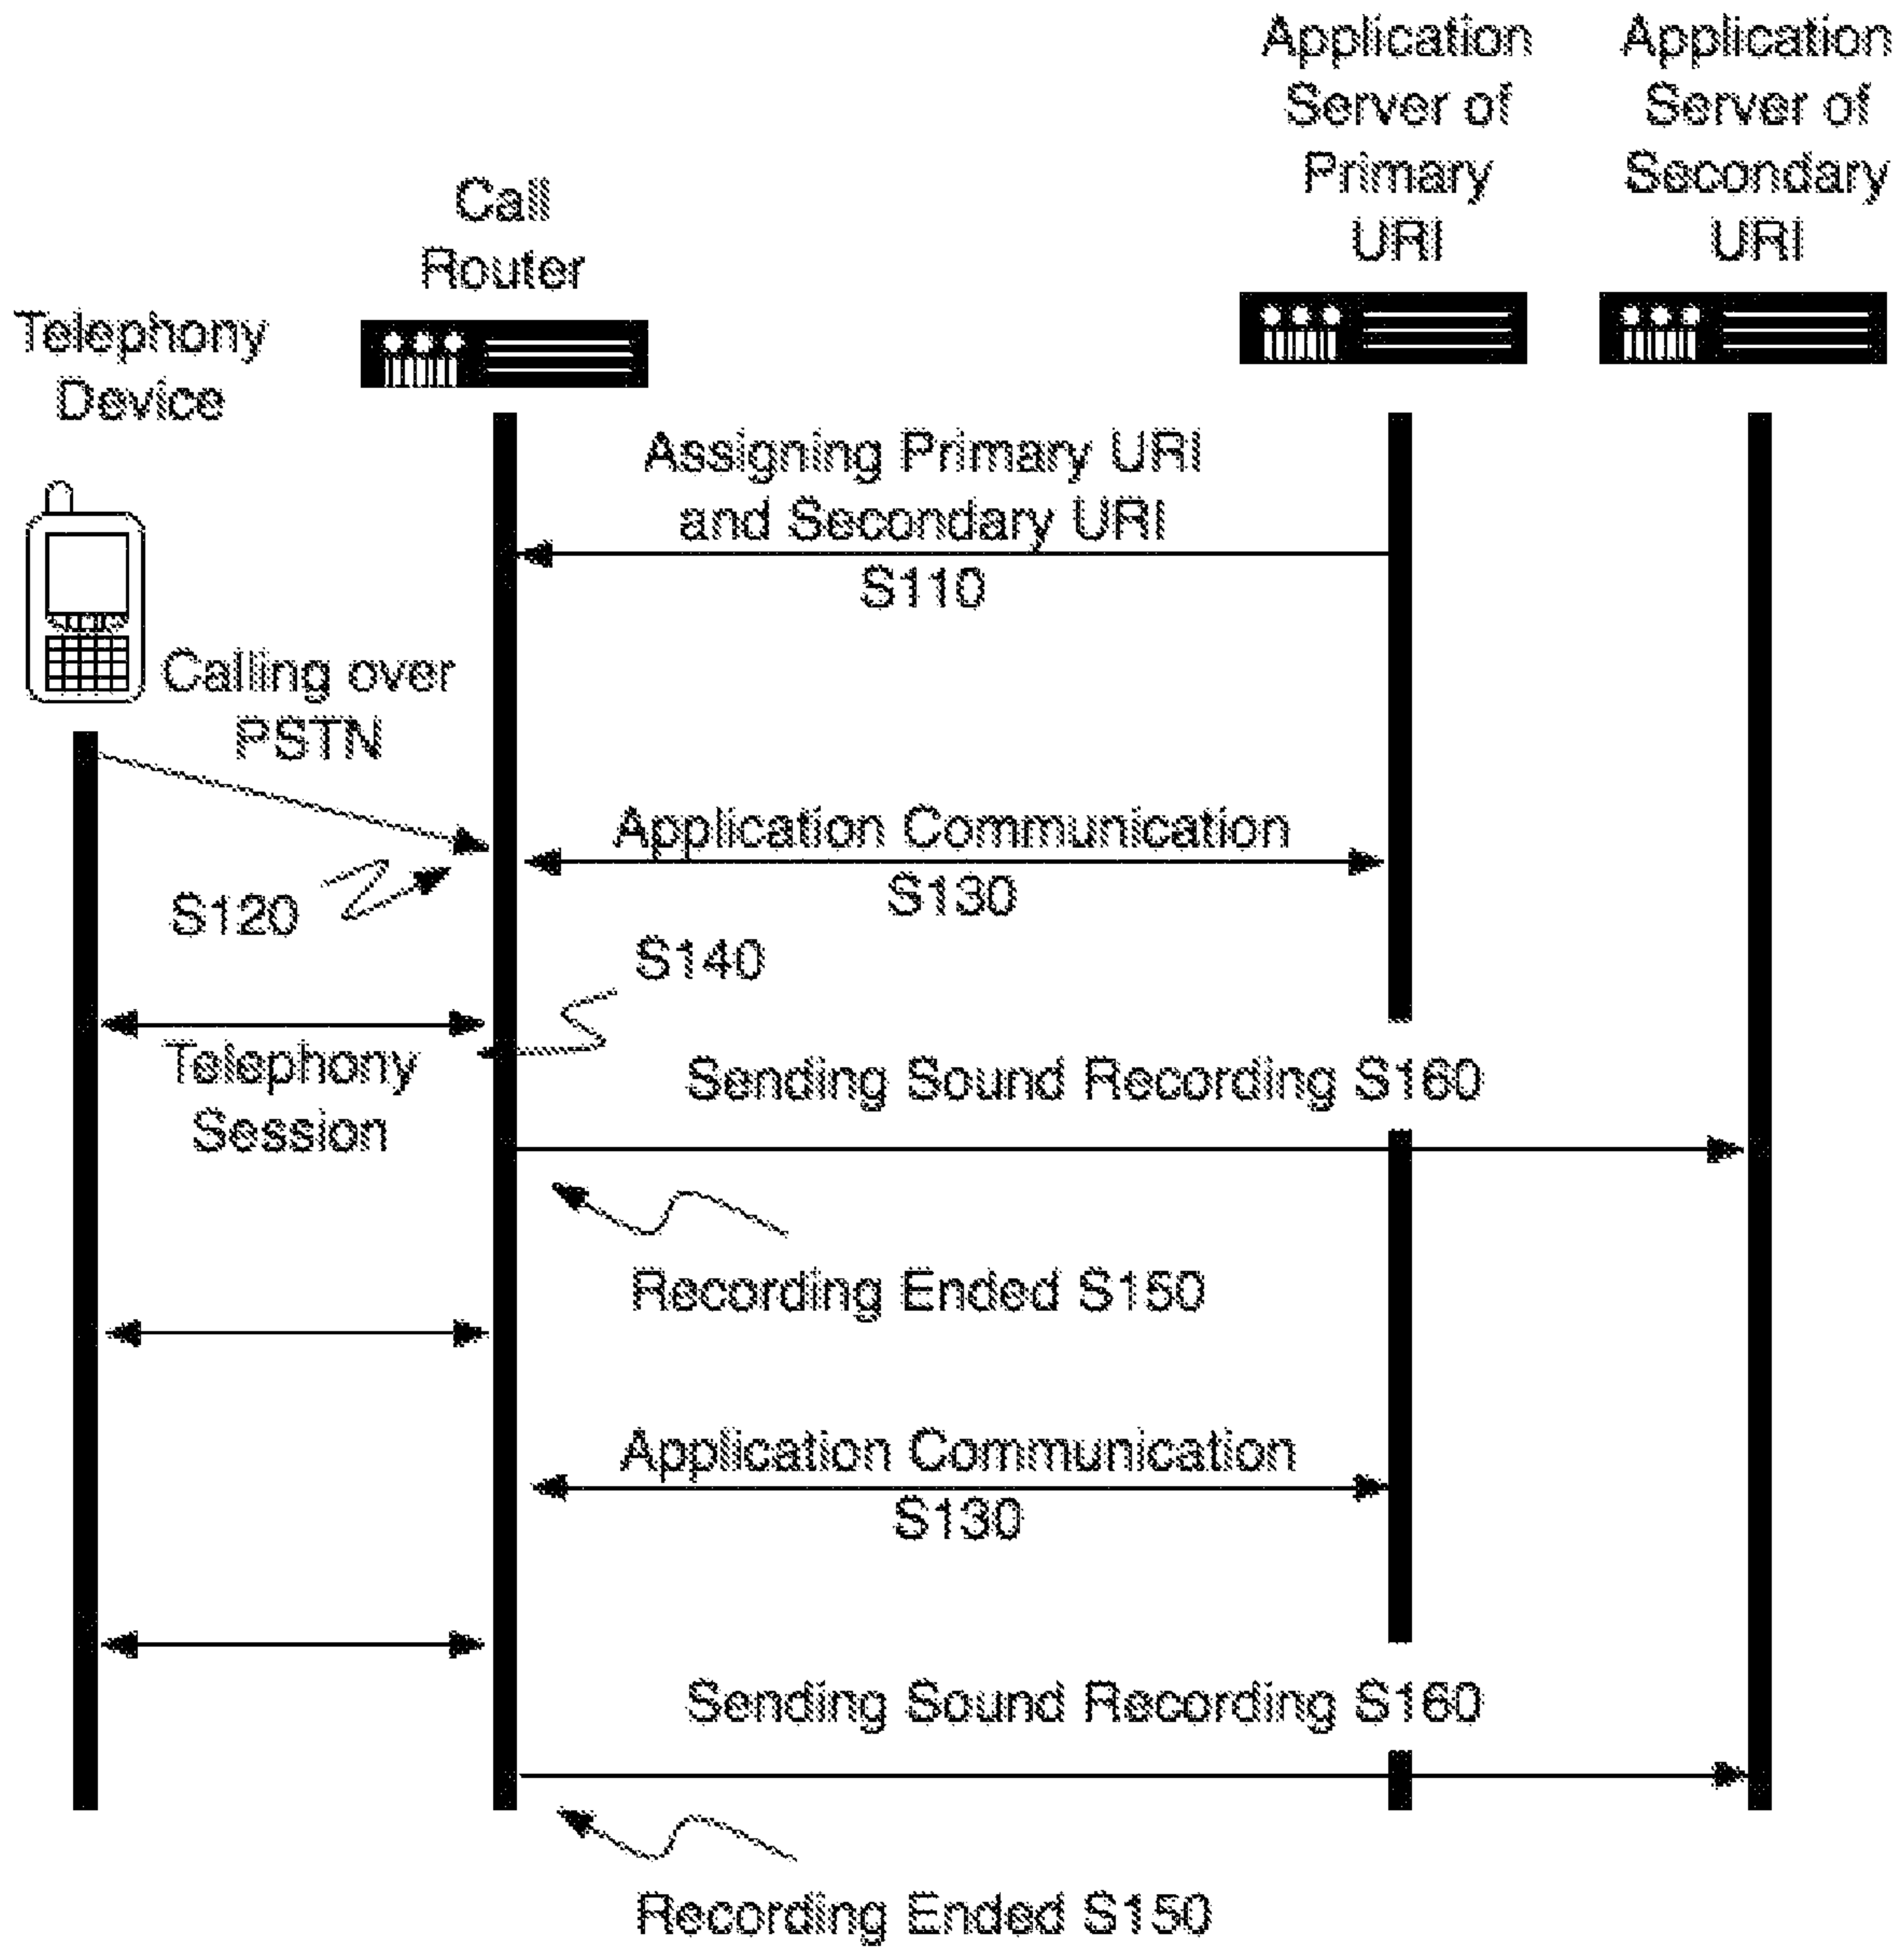 Application
Server of
Primary
URI
Application
Server of
Secondary
URI
Call
Router
Telephony
Device
Assigning Primary URI
and Secondary URI
S110
Calling over
PSTN
Application Communication
S130
S120
S140
Telephony
Session
Sending Sound Recording S160
Recording Ended S150
Application Communication
S130
Sending Sound Recording S160
Recording Ended S150